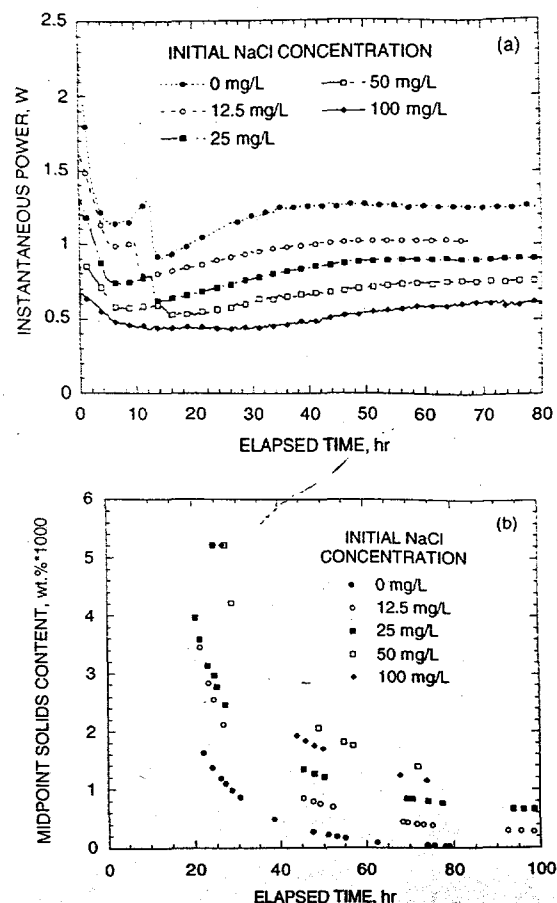 2.5
(a)
INITIAL NaCl CONCENTRATION
0 mg/L
50 mg/L
12.5 mg/L
100 mg/L
25 mg/L
2
1.5
1
0.5
0
INSTANTANEOUS POWER, W
0 10 20 30 40 50 60 70 80
ELAPSED TIME, hr
6
(b)
INITIAL NaCl
CONCENTRATION
0 mg/L
12.5 mg/L
25 mg/L
50 mg/L
100 mg/L
5
4
3
2
1
0
MIDPOINT SOLIDS CONTENT, wt.%*1000
0 20 40 60 80 100
ELAPSED TIME, hr